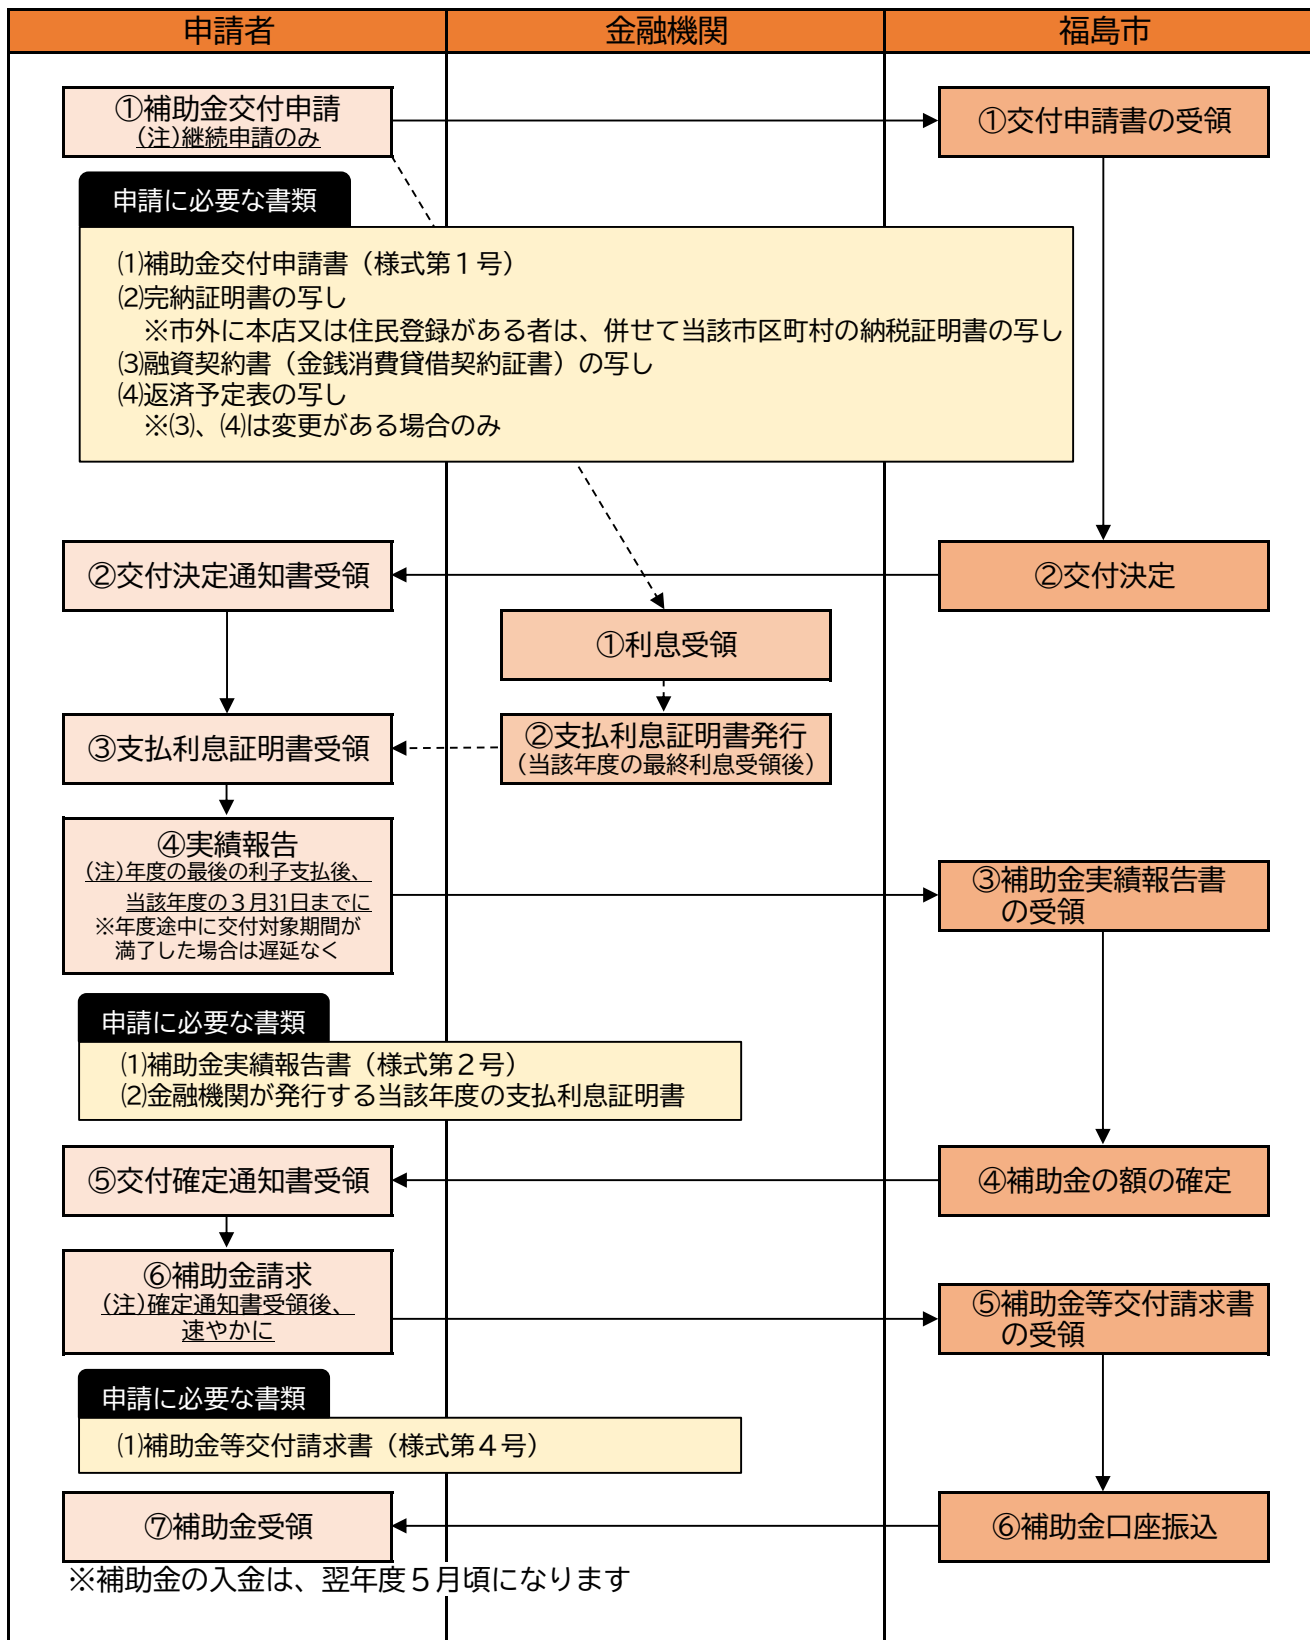 申請者
金融機関
福島市
①補助金交付申請
(注)継続申請のみ
①交付申請書の受領
申請に必要な書類
⑴補助金交付申請書（様式第１号）
⑵完納証明書の写し
※市外に本店又は住民登録がある者は、併せて当該市区町村の納税証明書の写し
⑶融資契約書（金銭消費貸借契約証書）の写し
⑷返済予定表の写し
※⑶、⑷は変更がある場合のみ
②交付決定通知書受領
②交付決定
①利息受領
③支払利息証明書受領
②支払利息証明書発行
（当該年度の最終利息受領後）
④実績報告
(注)年度の最後の利子支払後、
当該年度の３月31日までに
※年度途中に交付対象期間が
満了した場合は遅延なく
③補助金実績報告書
の受領
申請に必要な書類
⑴補助金実績報告書（様式第２号）
⑵金融機関が発行する当該年度の支払利息証明書
⑤交付確定通知書受領
④補助金の額の確定
⑥補助金請求
(注)確定通知書受領後、
速やかに
⑤補助金等交付請求書
の受領
申請に必要な書類
⑴補助金等交付請求書（様式第４号）
⑦補助金受領
⑥補助金口座振込
※補助金の入金は、翌年度５月頃になります